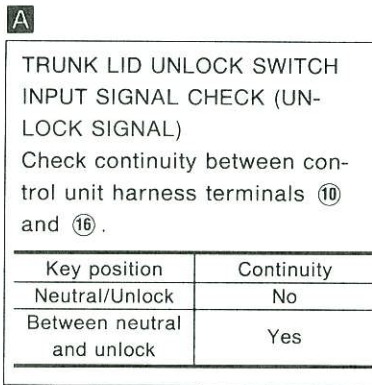 A
TRUNK LID UNLOCK SWITCH
INPUT SIGNAL CHECK (UN-
LOCK SIGNAL)
Check continuity between con-
trol unit harness terminals ⑩
and ⑯.
Key position Continuity
Neutral/Unlock No
Between neutral
and unlock Yes